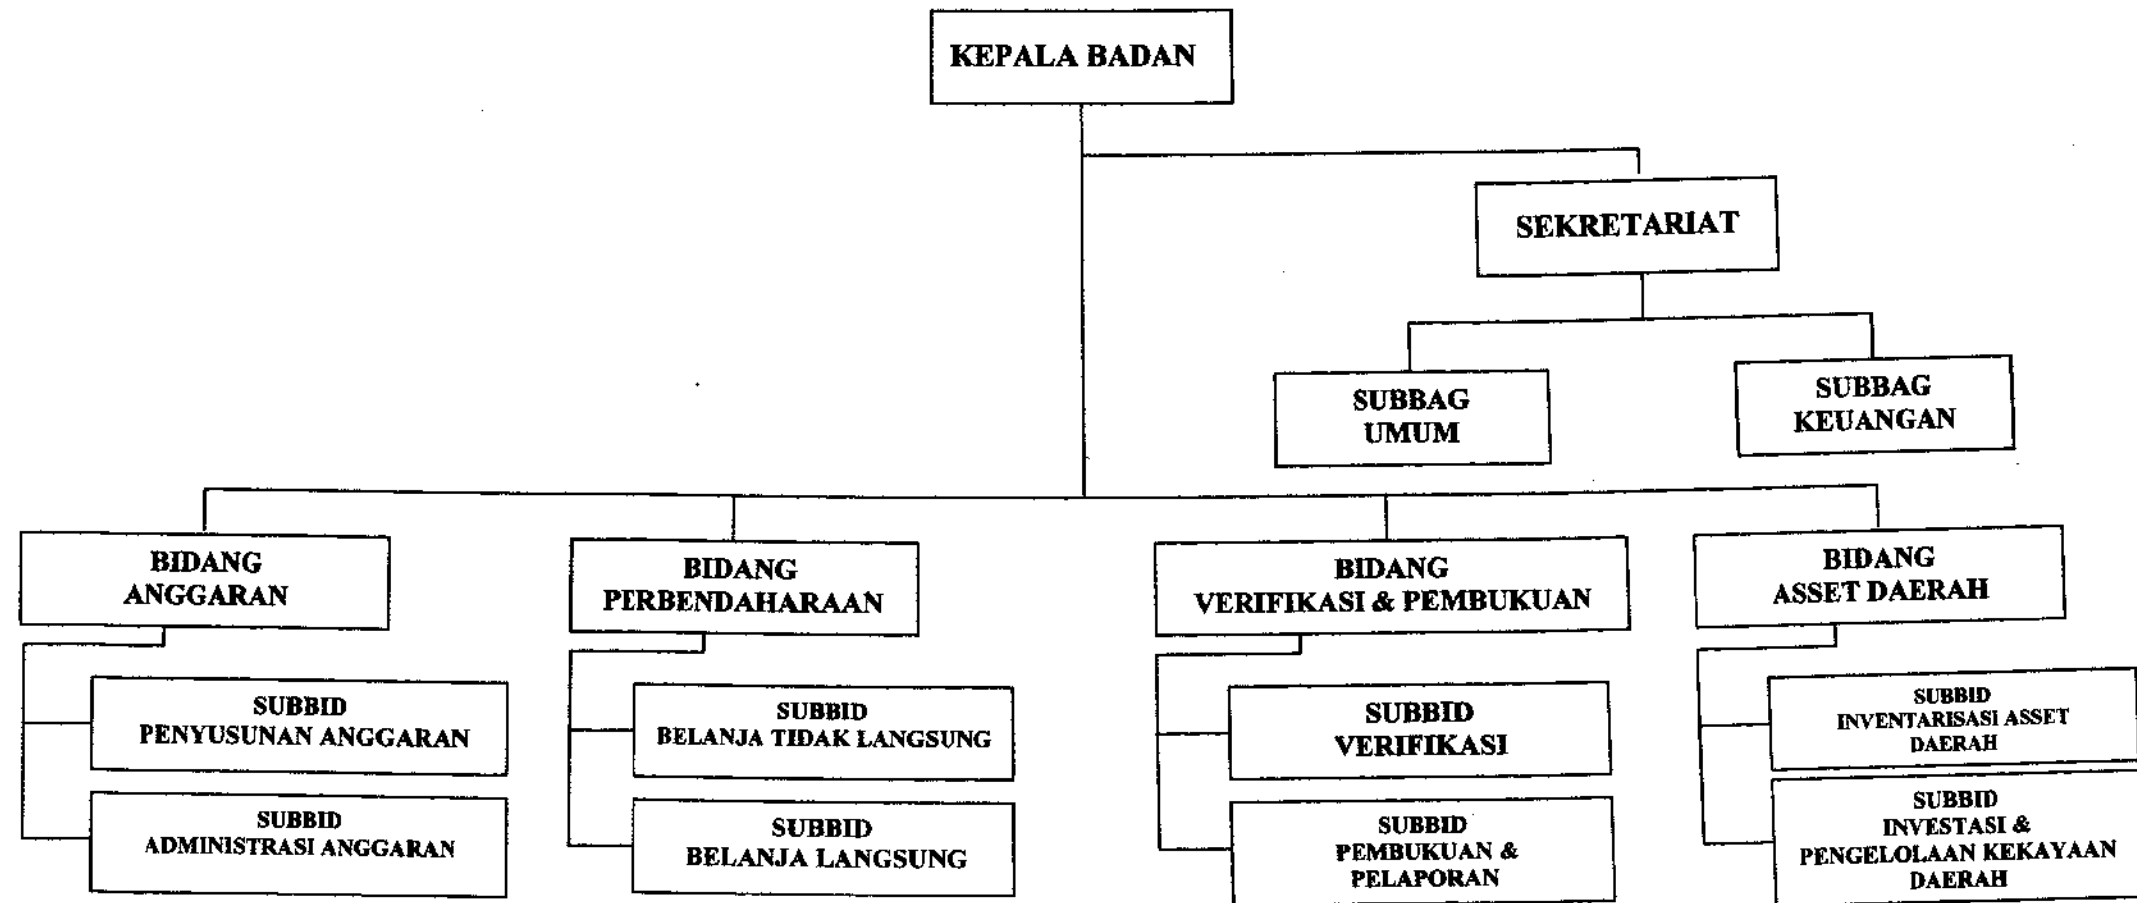 KEPALA BADAN
SEKRETARIAT
SUBBAG
UMUM
SUBBAG
KEUANGAN
BIDANG
ANGGARAN
BIDANG
PERBENDAHARAAN
BIDANG
VERIFIKASI & PEMBUKUAN
BIDANG
ASSET DAERAH
SUBBID
PENYUSUNAN ANGGARAN
SUBBID
BELANJA TIDAK LANGSUNG
SUBBID
VERIFIKASI
SUBBID
INVENTARISASI ASSET
DAERAH
SUBBID
ADMINISTRASI ANGGARAN
SUBBID
BELANJA LANGSUNG
SUBBID
PEMBUKUAN &
PELAPORAN
SUBBID
INVESTASI &
PENGELOLAAN KEKAYAAN
DAERAH